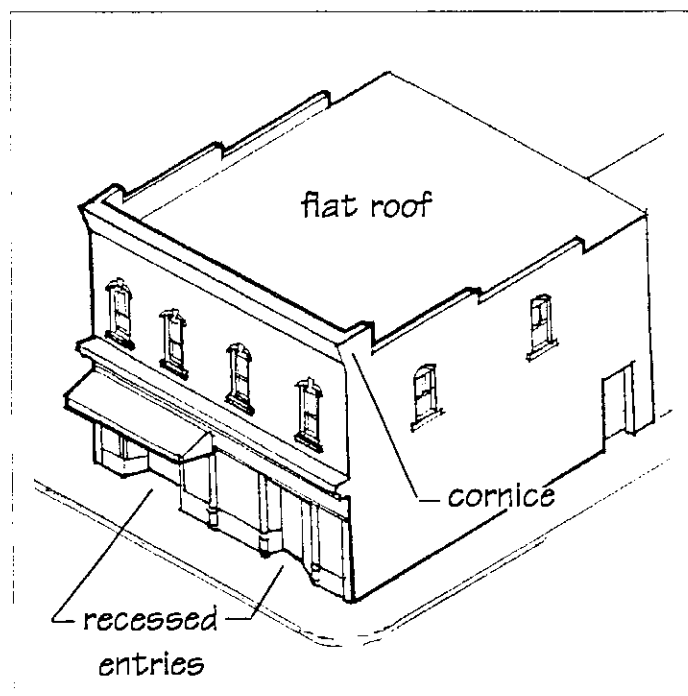 flat roof
cornice
recessed
entries